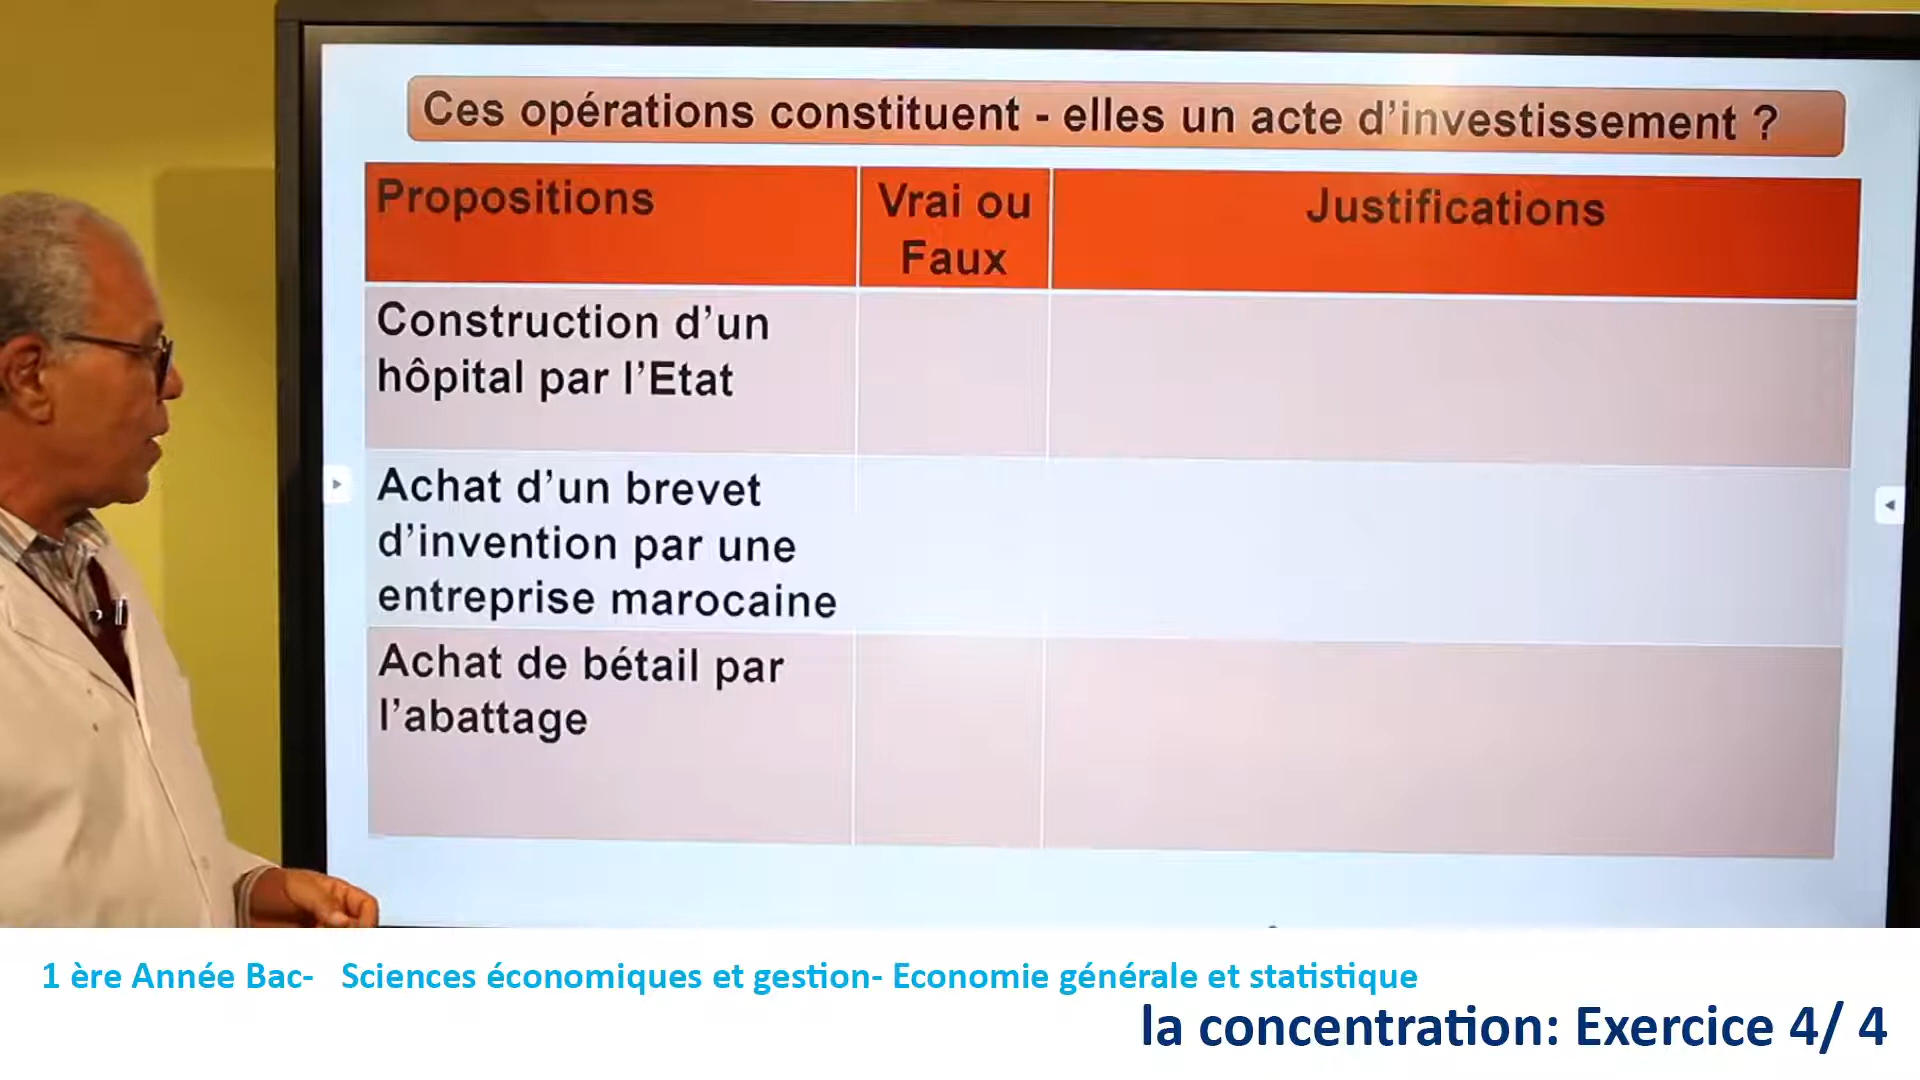 Ces opérations constituent - elles un acte d'investissement ?
Propositions
Vrai ou
Faux
Justifications
Construction d'un
hôpital par l'Etat
Achat d'un brevet
d'invention par une
entreprise marocaine
Achat de bétail par
l'abattage
1 ère Année Bac- Sciences économiques et gestion- Economie générale et statistique
la concentration: Exercice 4/ 4